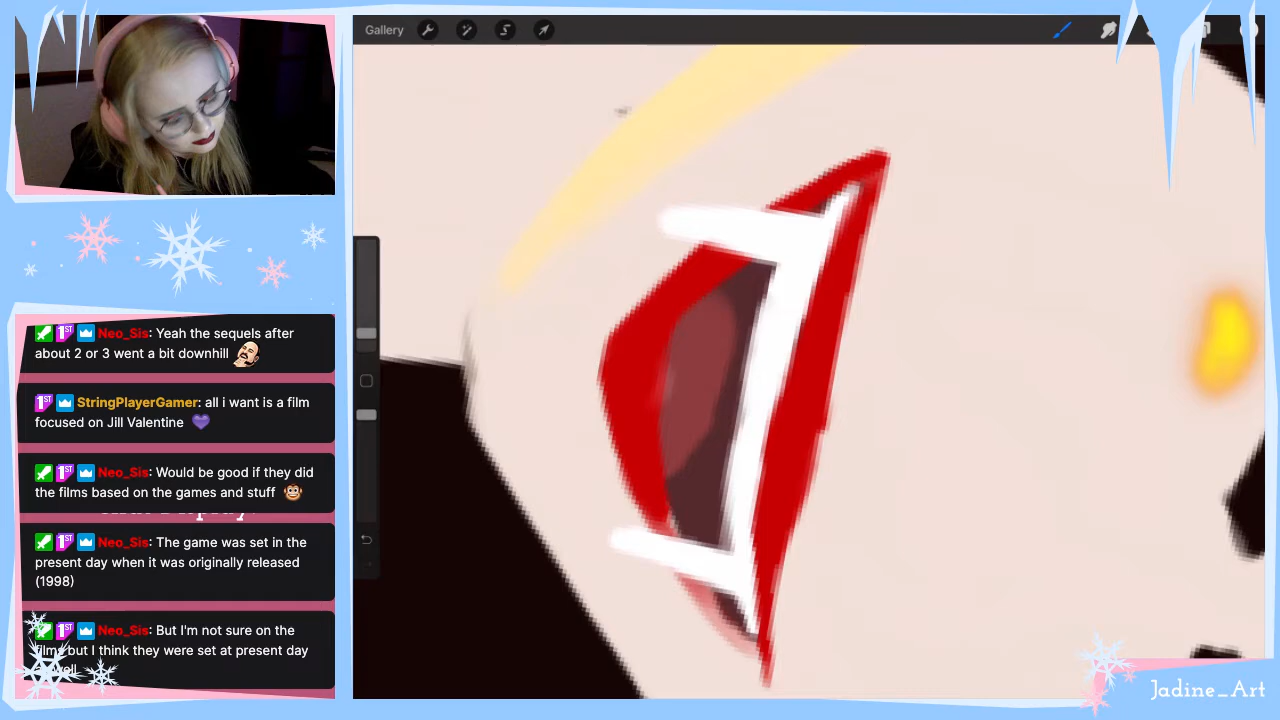 Gallery
Neo_Sis: Yeah the sequels after
about 2 or 3 went a bit downhill
StringPlayerGamer: all i want is a film
focused on Jill Valentine
Neo_Sis: Would be good if they did
the films based on the games and stuff
Neo_Sis: The game was set in the
present day when it was originally released
(1998)
Neo_Sis: But I'm not sure on the
films but I think they were set at present day
as well
Jadine_Art